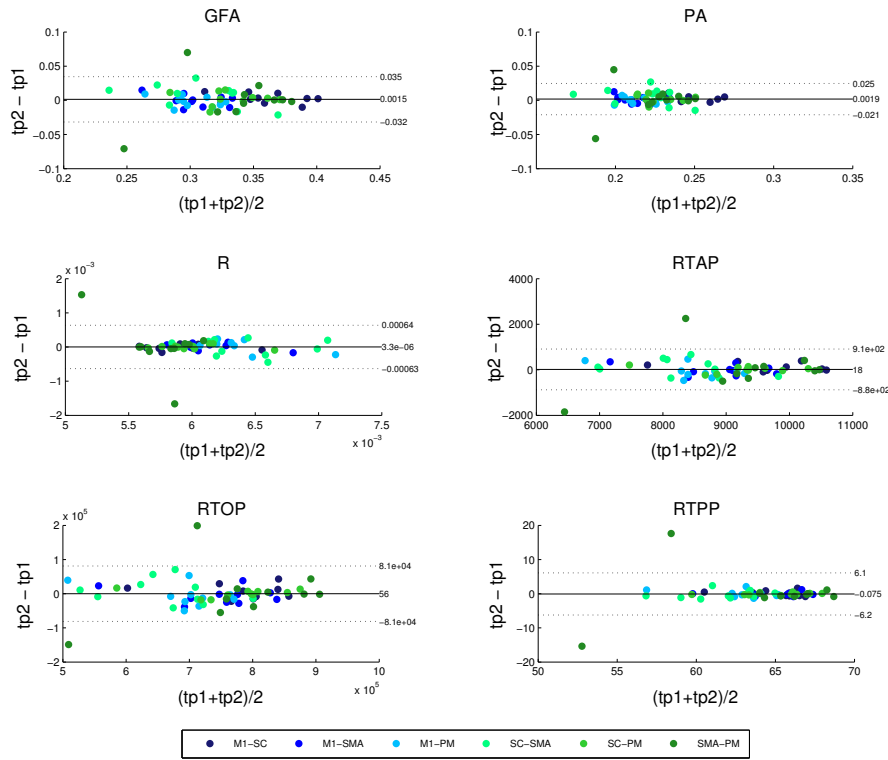 GFA
0.1
0.05
0
−0.05
−0.1
tp2 − tp1
0.035
0.0015
−0.032
0.2
0.25
0.3
0.35
0.4
0.45
(tp1+tp2)/2
PA
0.1
0.05
0
−0.05
−0.1
tp2 − tp1
0.025
0.0019
−0.021
0.2
0.25
0.3
0.35
(tp1+tp2)/2
R
x 10⁻³
2
1
0
−1
−2
tp2 − tp1
0.00064
3.3e−06
−0.00063
5
5.5
6
6.5
7
7.5
x 10⁻³
(tp1+tp2)/2
RTAP
4000
2000
0
−2000
tp2 − tp1
9.1e+02
18
−8.8e+02
6000
7000
8000
9000
10000
11000
(tp1+tp2)/2
RTOP
x 10⁵
2
1
0
−1
−2
tp2 − tp1
8.1e+04
56
−8.1e+04
5
6
7
8
9
10
x 10⁵
(tp1+tp2)/2
RTPP
20
10
0
−10
−20
tp2 − tp1
6.1
−0.075
−6.2
50
55
60
65
70
(tp1+tp2)/2
M1−SC
M1−SMA
M1−PM
SC−SMA
SC−PM
SMA−PM